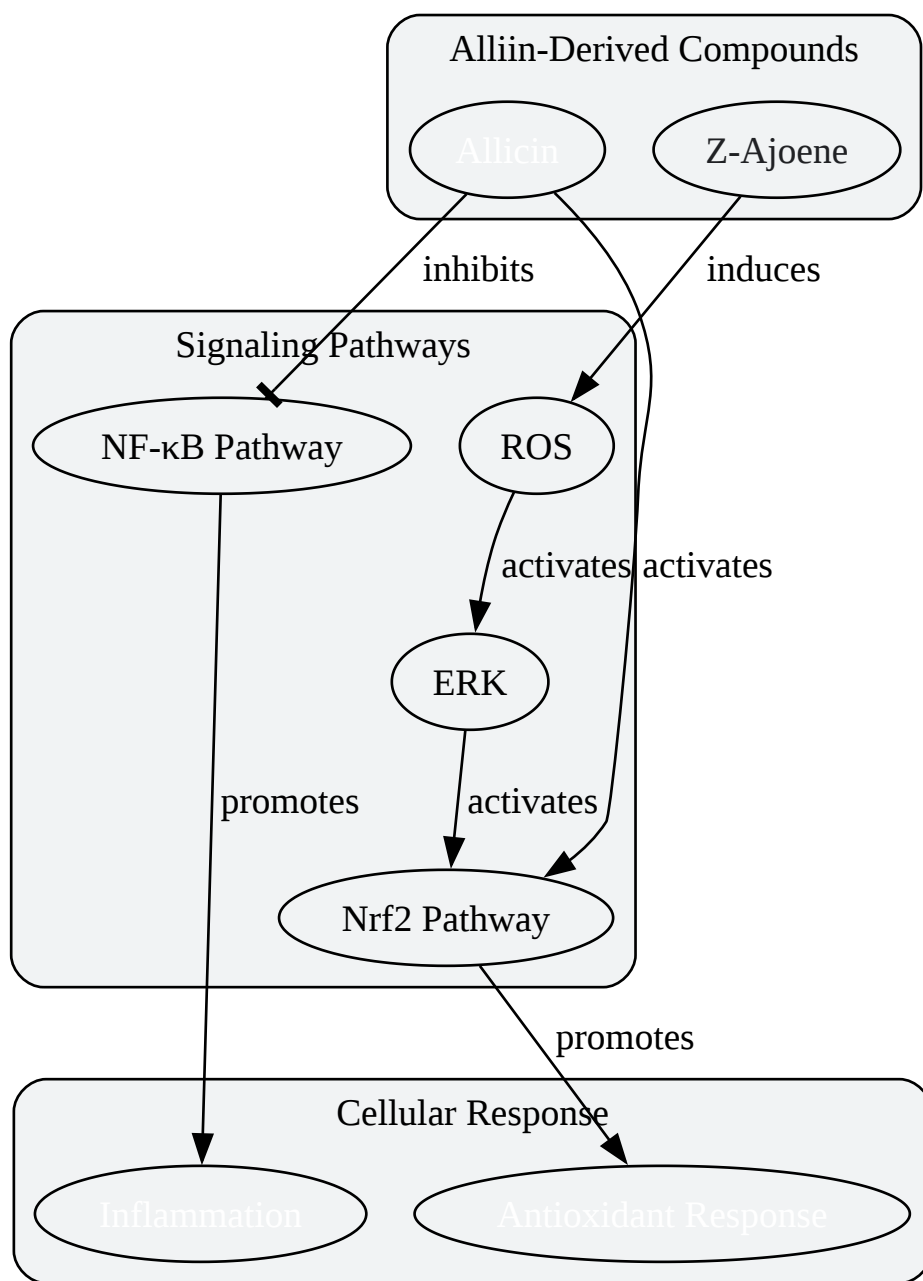 Alliin-Derived Compounds
Allicin
Z-Ajoene
inhibits
induces
Signaling Pathways
NF-κB Pathway
ROS
activates
activates
ERK
promotes
activates
Nrf2 Pathway
promotes
Cellular Response
Inflammation
Antioxidant Response